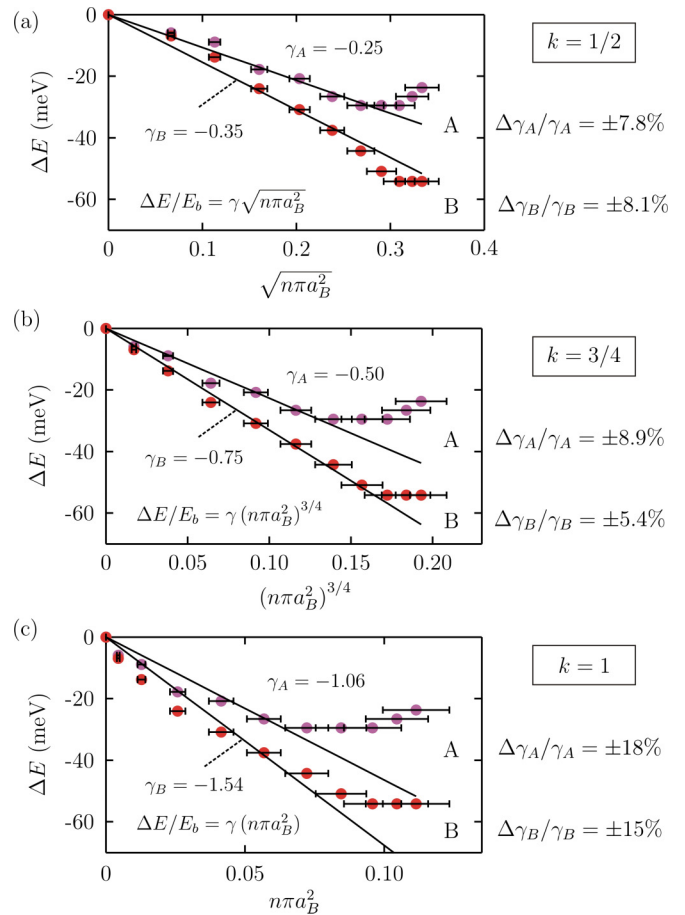 (a)
0
-20
-40
-60
ΔE (meV)
γ_A = −0.25
γ_B = −0.35
ΔE/E_b = γ√(nπa_B^2)
A
B
0 0.1 0.2 0.3 0.4
√(nπa_B^2)
k = 1/2
Δγ_A/γ_A = ±7.8%
Δγ_B/γ_B = ±8.1%
(b)
0
-20
-40
-60
ΔE (meV)
γ_A = −0.50
γ_B = −0.75
ΔE/E_b = γ (nπa_B^2)^{3/4}
A
B
0 0.05 0.10 0.15 0.20
(nπa_B^2)^{3/4}
k = 3/4
Δγ_A/γ_A = ±8.9%
Δγ_B/γ_B = ±5.4%
(c)
0
-20
-40
-60
ΔE (meV)
γ_A = −1.06
γ_B = −1.54
ΔE/E_b = γ (nπa_B^2)
A
B
0 0.05 0.10
nπa_B^2
k = 1
Δγ_A/γ_A = ±18%
Δγ_B/γ_B = ±15%